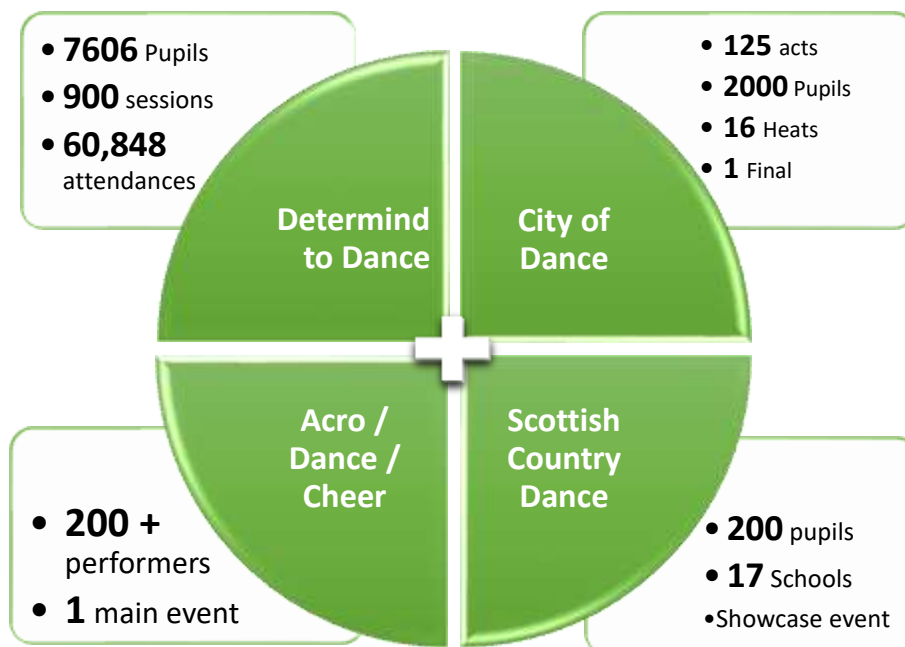 • 7606 Pupils
• 900 sessions
• 60,848
attendances
• 125 acts
• 2000 Pupils
• 16 Heats
• 1 Final
Determind
to Dance
City of
Dance
Acro /
Dance /
Cheer
Scottish
Country
Dance
• 200 +
performers
• 1 main event
• 200 pupils
• 17 Schools
•Showcase event